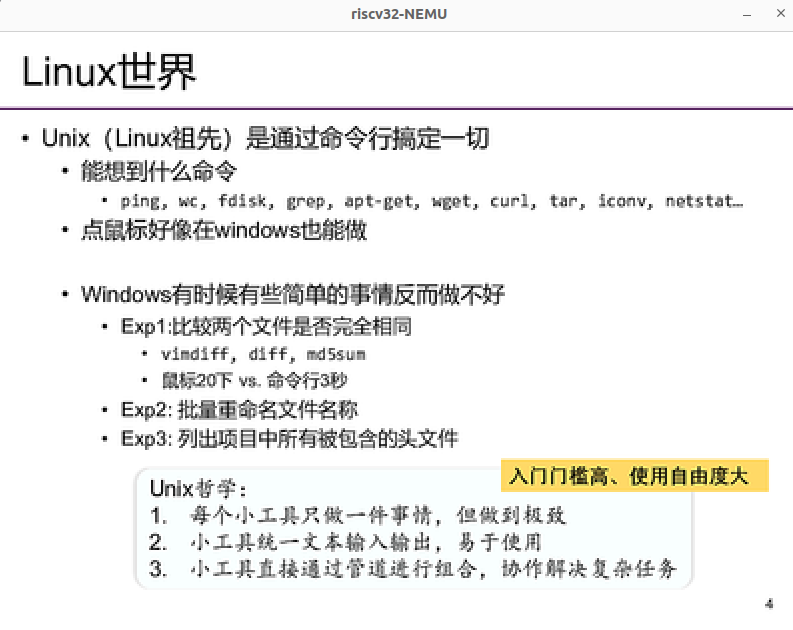 riscv32-NEMU
Linux世界
• Unix（Linux祖先）是通过命令行搞定一切
• 能想到什么命令
• ping, wc, fdisk, grep, apt-get, wget, curl, tar, iconv, netstat…
• 点鼠标好像在windows也能做
• Windows有时候有些简单的事情反而做不好
• Exp1:比较两个文件是否完全相同
• vimdiff, diff, md5sum
• 鼠标20下 vs. 命令行3秒
• Exp2: 批量重命名文件名称
• Exp3: 列出项目中所有被包含的头文件
入门门槛高、使用自由度大
Unix哲学：
1. 每个小工具只做一件事情，但做到极致
2. 小工具统一文本输入输出，易于使用
3. 小工具直接通过管道进行组合，协作解决复杂任务
4